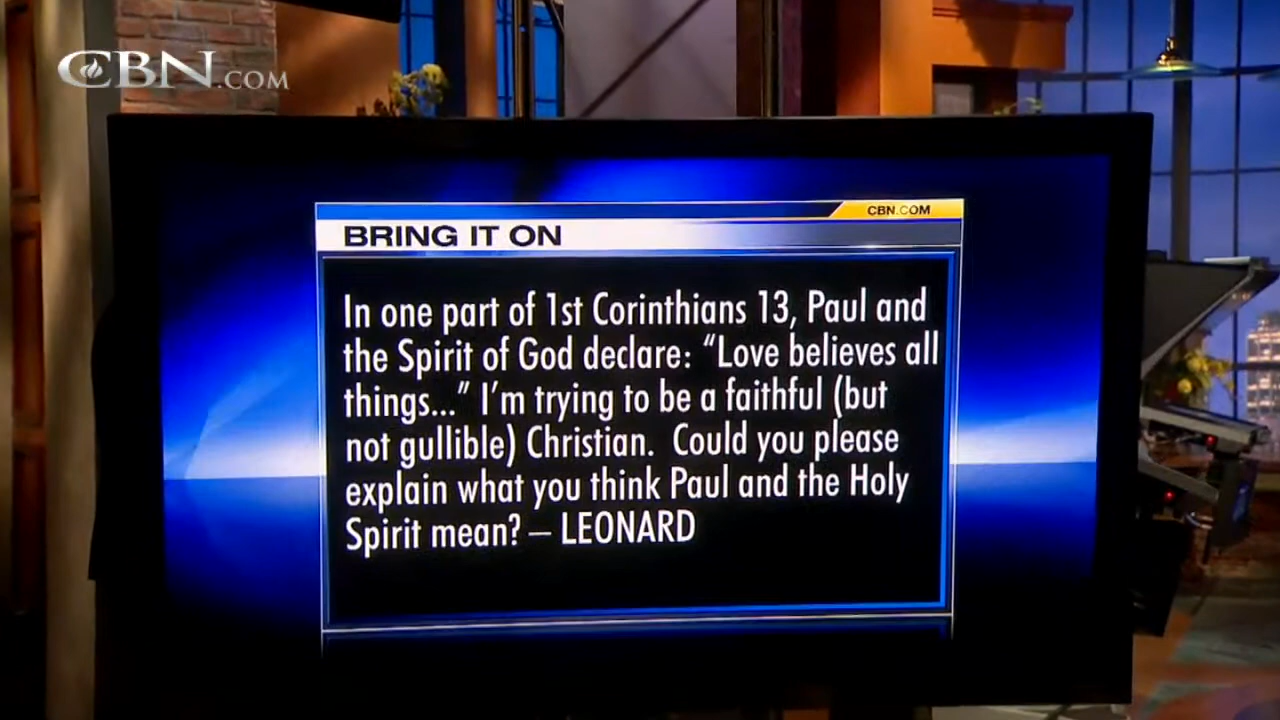 CBN.COM
CBN.COM
BRING IT ON
In one part of 1st Corinthians 13, Paul and
the Spirit of God declare: “Love believes all
things...” I’m trying to be a faithful (but
not gullible) Christian. Could you please
explain what you think Paul and the Holy
Spirit mean? – LEONARD